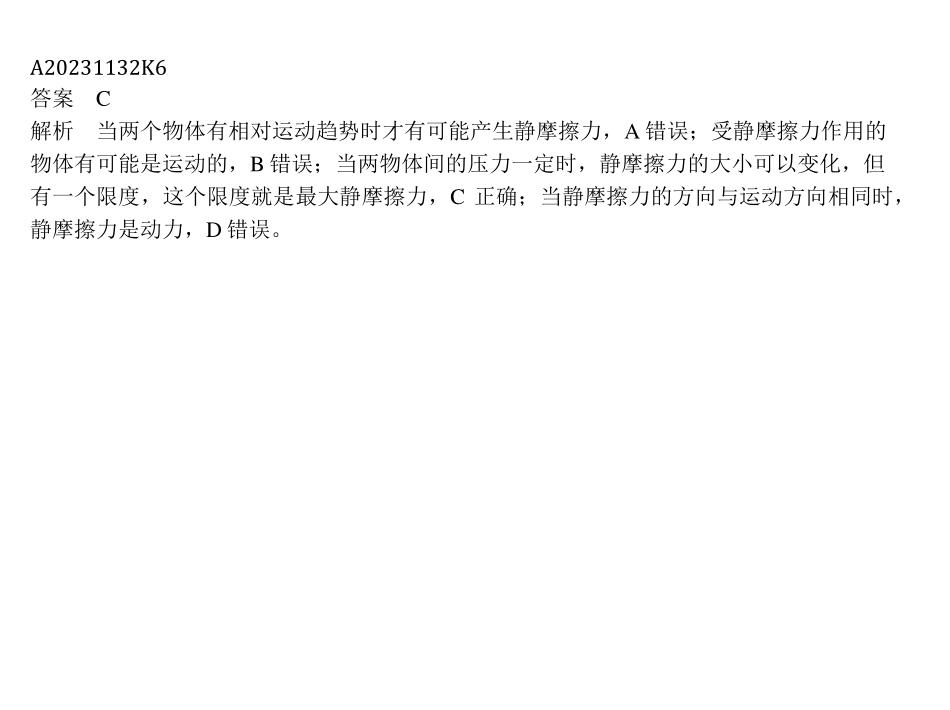 A20231132K6
答案 C
解析 当两个物体有相对运动趋势时才有可能产生静摩擦力，A 错误；受静摩擦力作用的
物体有可能是运动的，B 错误；当两物体间的压力一定时，静摩擦力的大小可以变化，但
有一个限度，这个限度就是最大静摩擦力，C 正确；当静摩擦力的方向与运动方向相同时，
静摩擦力是动力，D 错误。